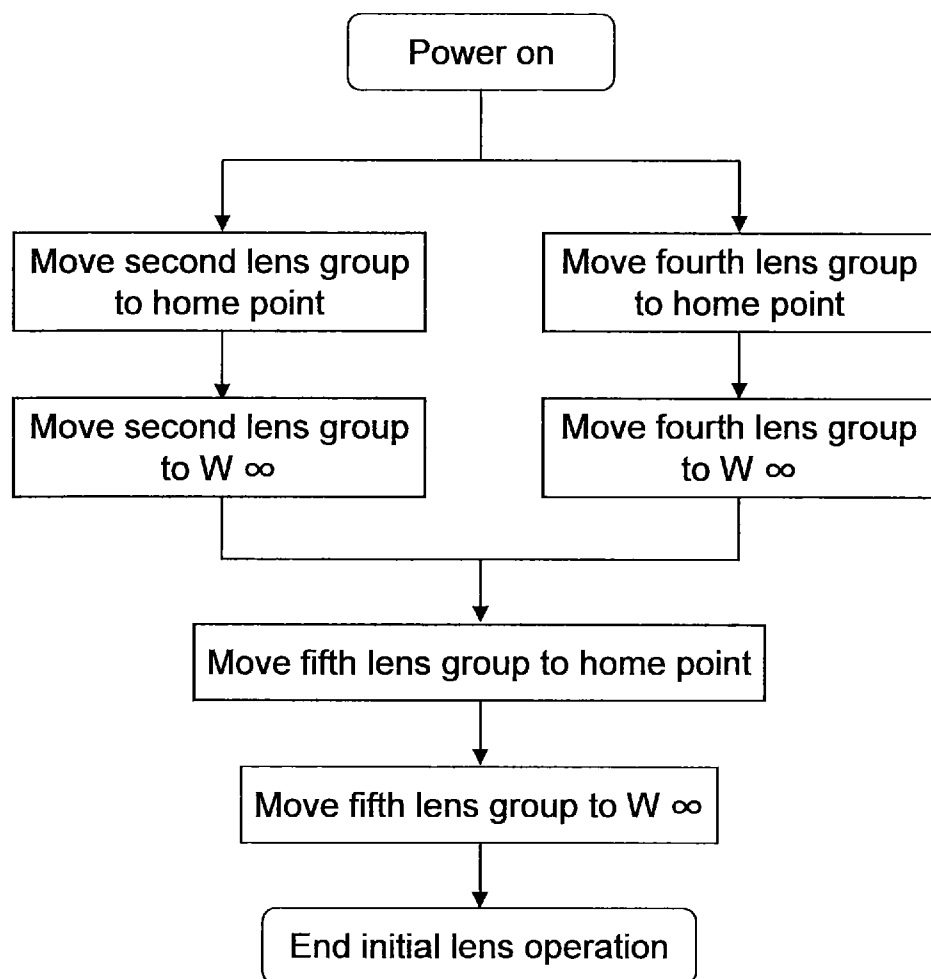 Power on
Move second lens group
to home point
Move fourth lens group
to home point
Move second lens group
to W ∞
Move fourth lens group
to W ∞
Move fifth lens group to home point
Move fifth lens group to W ∞
End initial lens operation